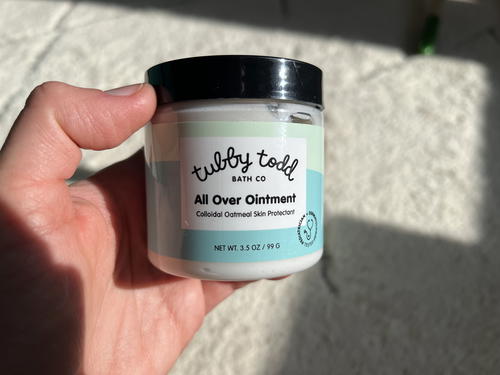 tubby todd
BATH CO
All Over Ointment
Colloidal Oatmeal Skin Protectant
NET WT. 3.5 OZ / 99 G